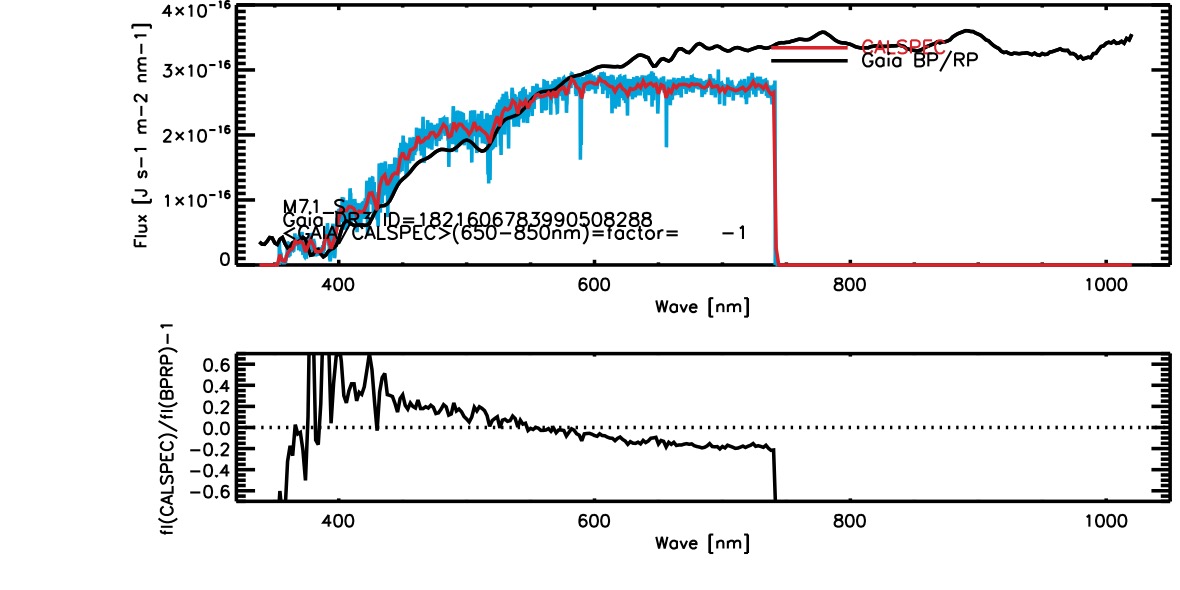 4×10−16
3×10−16
2×10−16
1×10−16
0
Flux [J s−1 m−2 nm−1]
CALSPEC
Gaia BP/RP
M71_S
Gaia DR3 ID=1821606783990508288
<GAIA/CALSPEC>(650−850nm)=factor= −1
400 600 800 1000
Wave [nm]
fl(CALSPEC)/fl(BPRP)−1
0.6
0.4
0.2
0.0
−0.2
−0.4
−0.6
400 600 800 1000
Wave [nm]